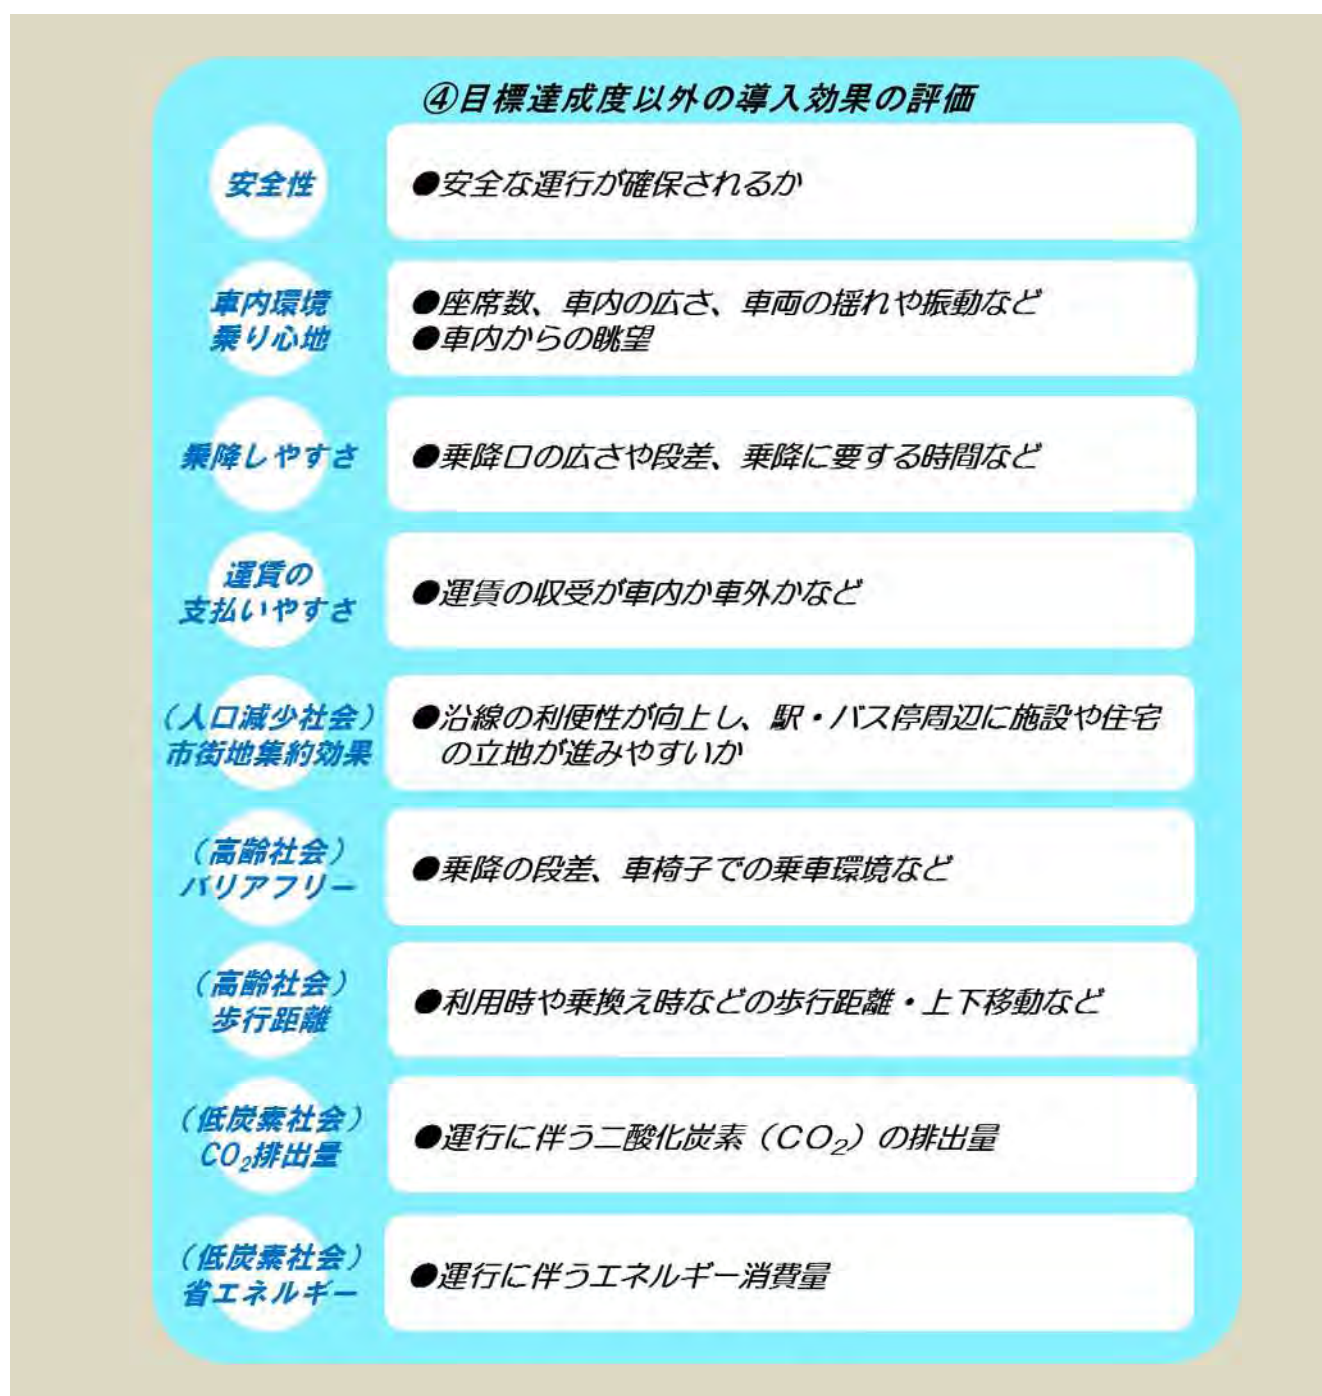 ④目標達成度以外の導入効果の評価
安全性
●安全な運行が確保されるか
車内環境
乗り心地
●座席数、車内の広さ、車両の揺れや振動など
●車内からの眺望
乗降しやすさ
●乗降口の広さや段差、乗降に要する時間など
運賃の
支払いやすさ
●運賃の収受が車内か車外かなど
（人口減少社会）
市街地集約効果
●沿線の利便性が向上し、駅・バス停周辺に施設や住宅
の立地が進みやすいか
（高齢社会）
バリアフリー
●乗降の段差、車椅子での乗車環境など
（高齢社会）
歩行距離
●利用時や乗換え時などの歩行距離・上下移動など
（低炭素社会）
CO₂排出量
●運行に伴う二酸化炭素（CO₂）の排出量
（低炭素社会）
省エネルギー
●運行に伴うエネルギー消費量